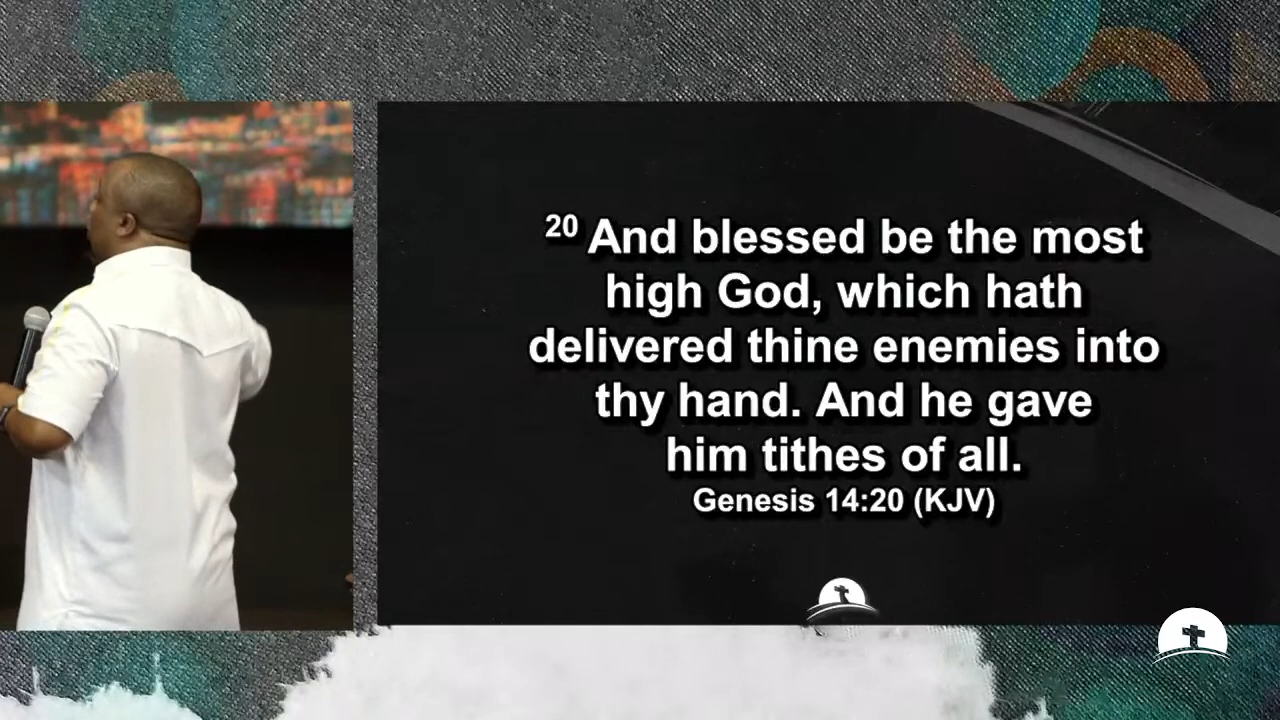 20 And blessed be the most
high God, which hath
delivered thine enemies into
thy hand. And he gave
him tithes of all.
Genesis 14:20 (KJV)